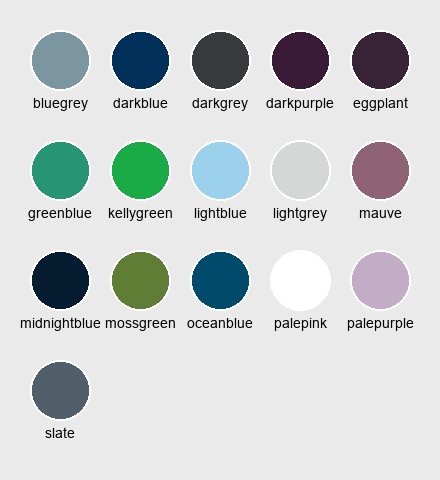 bluegrey darkblue darkgrey darkpurple eggplant
greenblue kellygreen lightblue lightgrey mauve
midnightblue mossgreen oceanblue palepink palepurple
slate